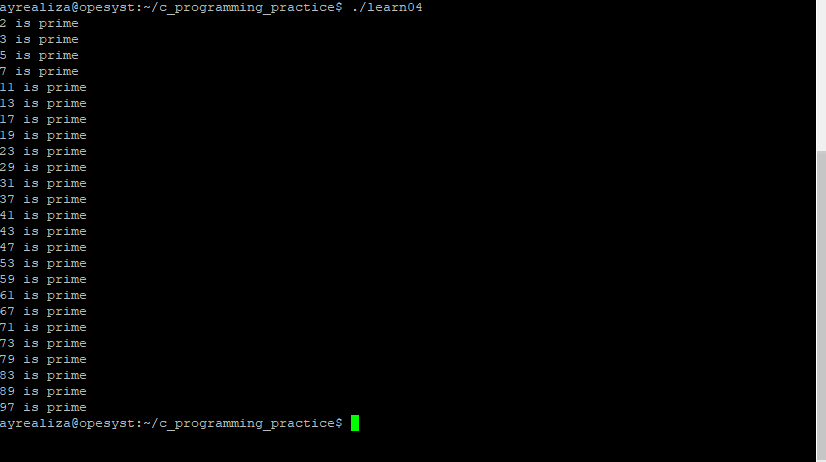 ayrealiza@opesyst:~/c_programming_practice$ ./learn04
2 is prime
3 is prime
5 is prime
7 is prime
11 is prime
13 is prime
17 is prime
19 is prime
23 is prime
29 is prime
31 is prime
37 is prime
41 is prime
43 is prime
47 is prime
53 is prime
59 is prime
61 is prime
67 is prime
71 is prime
73 is prime
79 is prime
83 is prime
89 is prime
97 is prime
ayrealiza@opesyst:~/c_programming_practice$